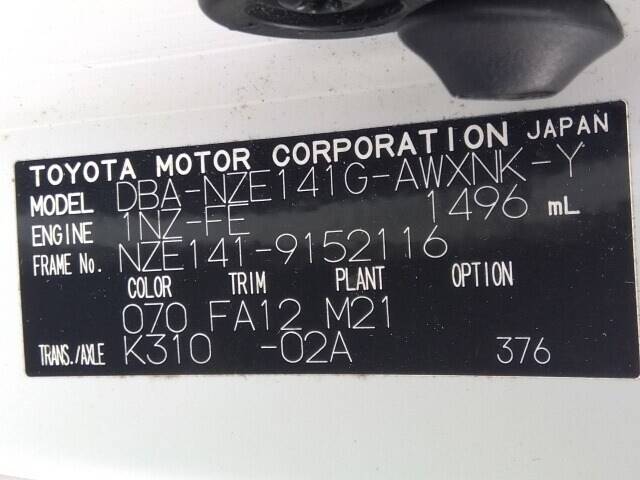 TOYOTA MOTOR CORPORATION JAPAN
MODEL DBA-NZE141G-AWXNK-Y
ENGINE 1NZ-FE 1496 mL
FRAME No. NZE141-9152116
COLOR TRIM PLANT OPTION
070 FA12 M21
TRANS./AXLE K310 -02A 376